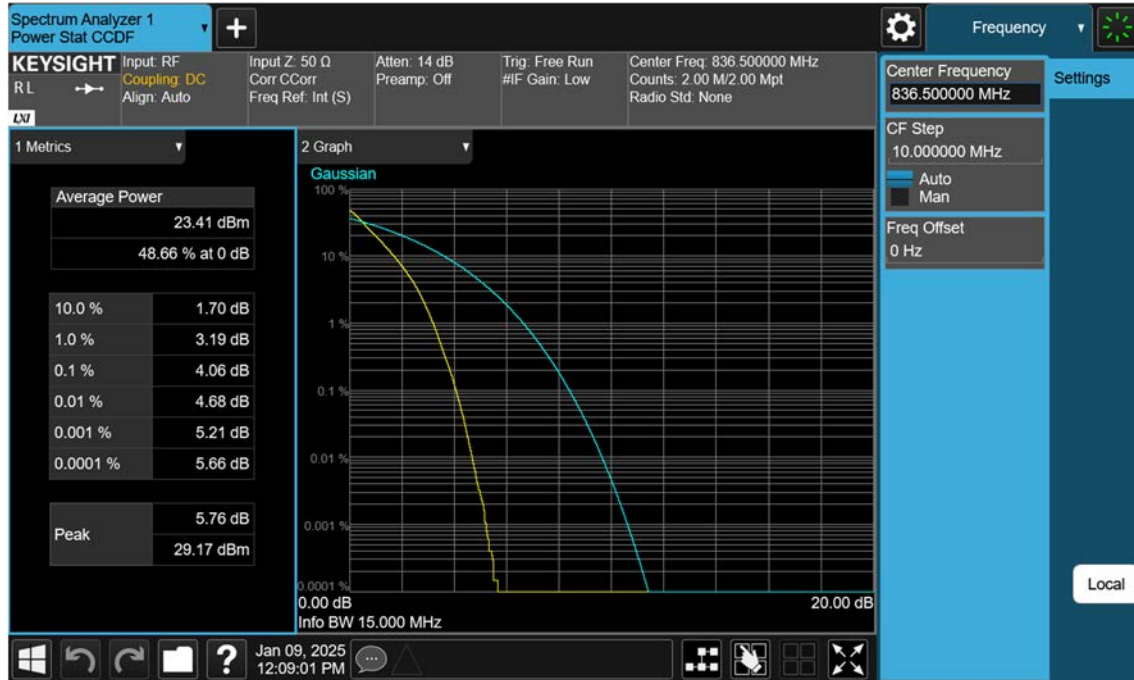 Spectrum Analyzer 1
Power Stat CCDF
Frequency
KEYSIGHT
R L
LXI
Input: RF
Coupling: DC
Align: Auto
Input Z: 50 Ω
Corr CCorr
Freq Ref: Int (S)
Atten: 14 dB
Preamp: Off
Trig: Free Run
#IF Gain: Low
Center Freq: 836.500000 MHz
Counts: 2.00 M/2.00 Mpt
Radio Std: None
Center Frequency
836.500000 MHz
Settings
CF Step
10.000000 MHz
Auto
Man
Freq Offset
0 Hz
Local
1 Metrics
Average Power
23.41 dBm
48.66 % at 0 dB
10.0 % 1.70 dB
1.0 % 3.19 dB
0.1 % 4.06 dB
0.01 % 4.68 dB
0.001 % 5.21 dB
0.0001 % 5.66 dB
Peak
5.76 dB
29.17 dBm
2 Graph
Gaussian
100 %
10 %
1 %
0.1 %
0.01 %
0.001 %
0.0001 %
0.00 dB 20.00 dB
Info BW 15.000 MHz
?
Jan 09, 2025
12:09:01 PM